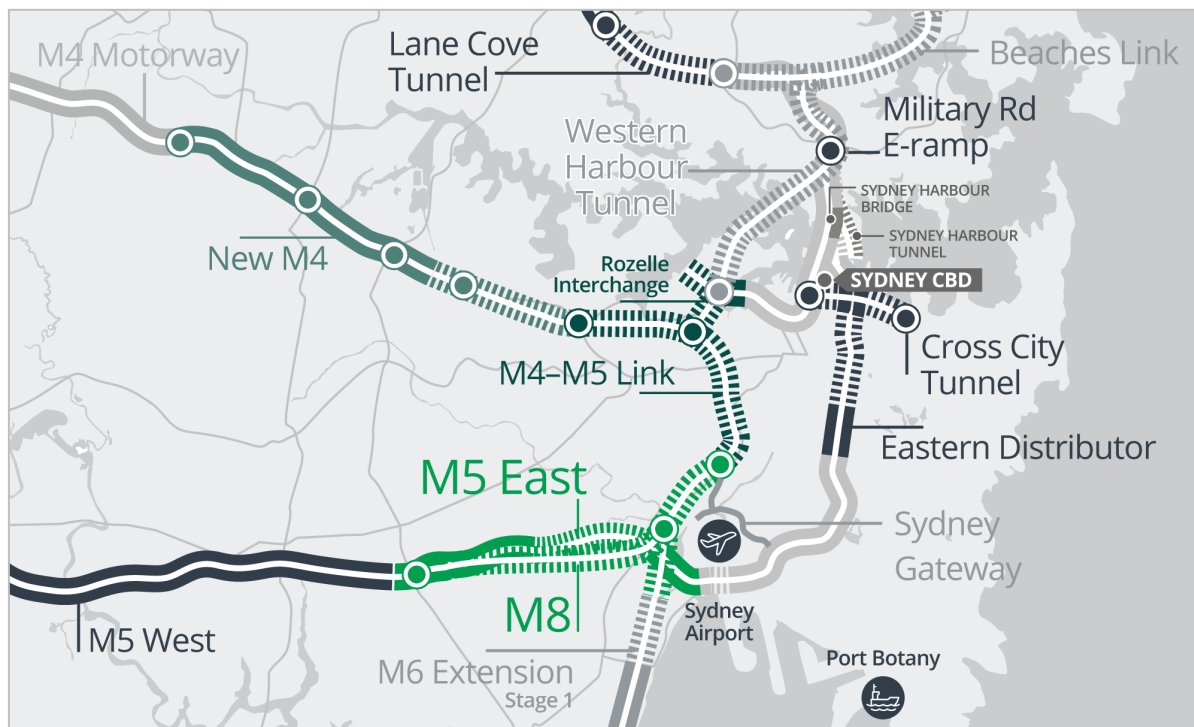 M4 Motorway
Lane Cove
Tunnel
Beaches Link
Military Rd
E-ramp
Western
Harbour
Tunnel
SYDNEY HARBOUR
BRIDGE
SYDNEY HARBOUR
TUNNEL
New M4
Rozelle
Interchange
SYDNEY CBD
Cross City
Tunnel
M4–M5 Link
Eastern Distributor
M5 East
Sydney
Gateway
M8
Sydney
Airport
M5 West
M6 Extension
Stage 1
Port Botany